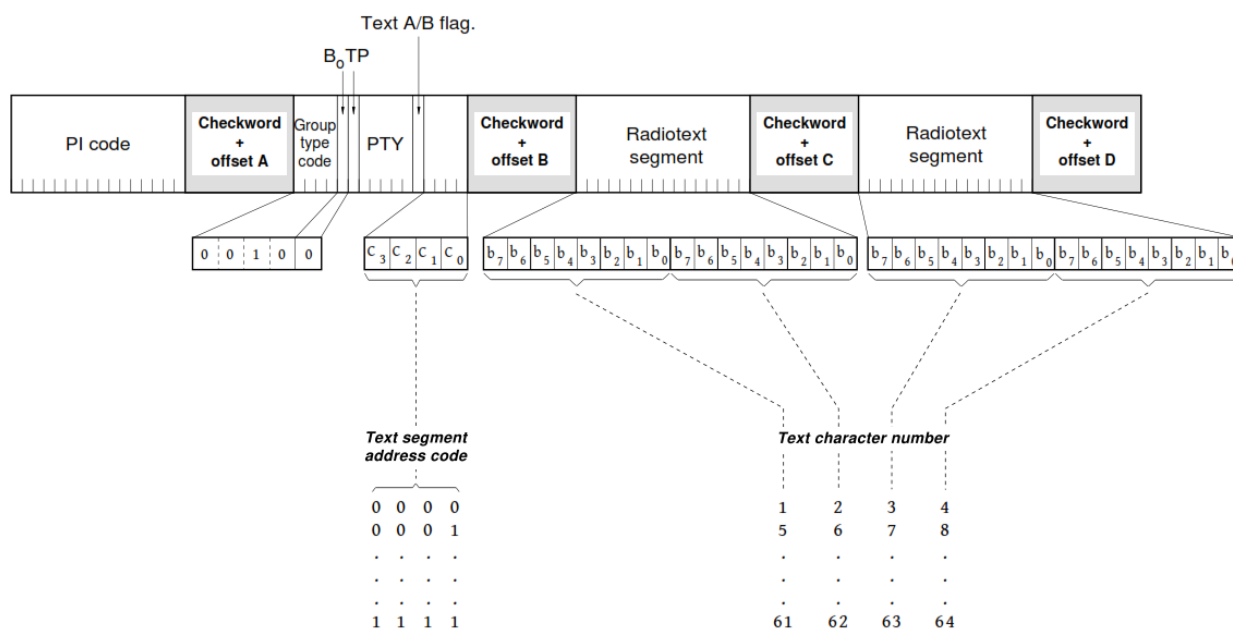 Text A/B flag.
BoTP
PI code
Checkword
+
offset A
Group
type
code
PTY
Checkword
+
offset B
Radiotext
segment
Checkword
+
offset C
Radiotext
segment
Checkword
+
offset D
0 0 1 0 0
C3 C2 C1 C0
b7 b6 b5 b4 b3 b2 b1 b0 b7 b6 b5 b4 b3 b2 b1 b0
b7 b6 b5 b4 b3 b2 b1 b0 b7 b6 b5 b4 b3 b2 b1 b0
Text segment
address code
Text character number
0 0 0 0 1 2 3 4
0 0 0 1 5 6 7 8
. . . . . . . .
. . . . . . . .
. . . . . . . .
1 1 1 1 61 62 63 64